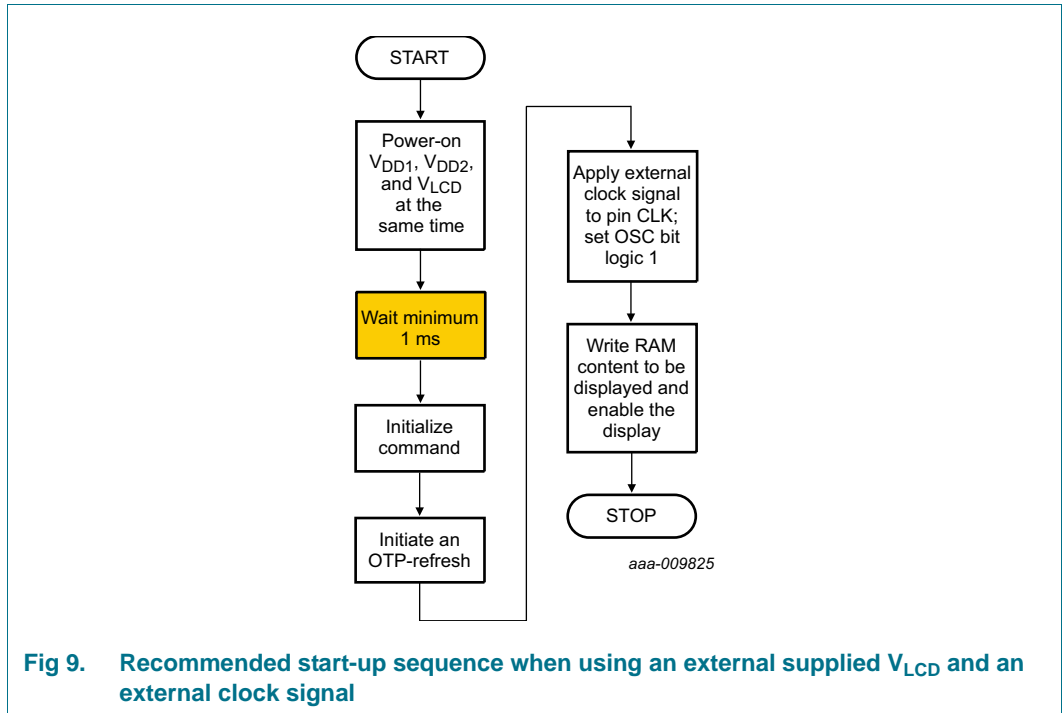 START
Power-on
VDD1, VDD2,
and VLCD
at the
same time
Wait minimum
1 ms
Initialize
command
Initiate an
OTP-refresh
Apply external
clock signal
to pin CLK;
set OSC bit
logic 1
Write RAM
content to be
displayed and
enable the
display
STOP
aaa-009825
Fig 9. Recommended start-up sequence when using an external supplied VLCD and an
external clock signal